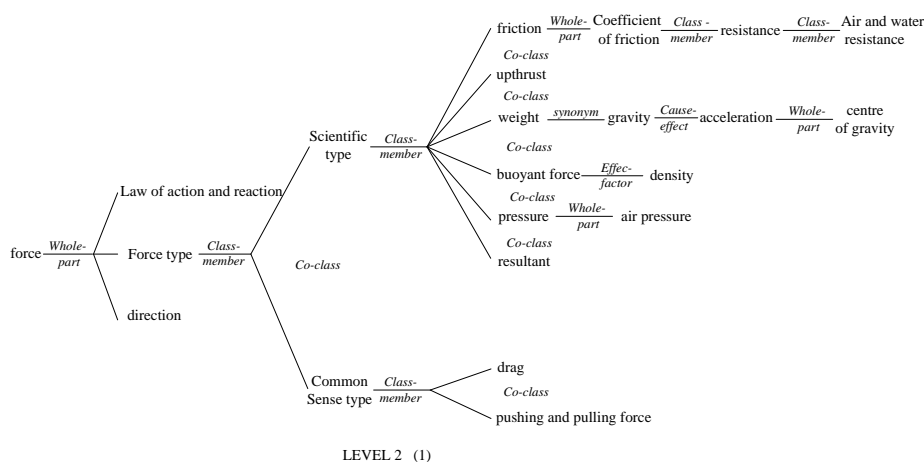 friction Whole- part Coefficient of friction Class - member resistance Class- member Air and water resistance
Co-class
upthrust
Co-class
weight synonym gravity Cause- effect acceleration Whole- part centre of gravity
Co-class
buoyant force Effec- factor density
Co-class
pressure Whole- part air pressure
Co-class
resultant
Scientific
type Class- member
Law of action and reaction
force Whole- part Force type Class- member
Co-class
direction
Common
Sense type Class- member
drag
Co-class
pushing and pulling force
LEVEL 2 (1)